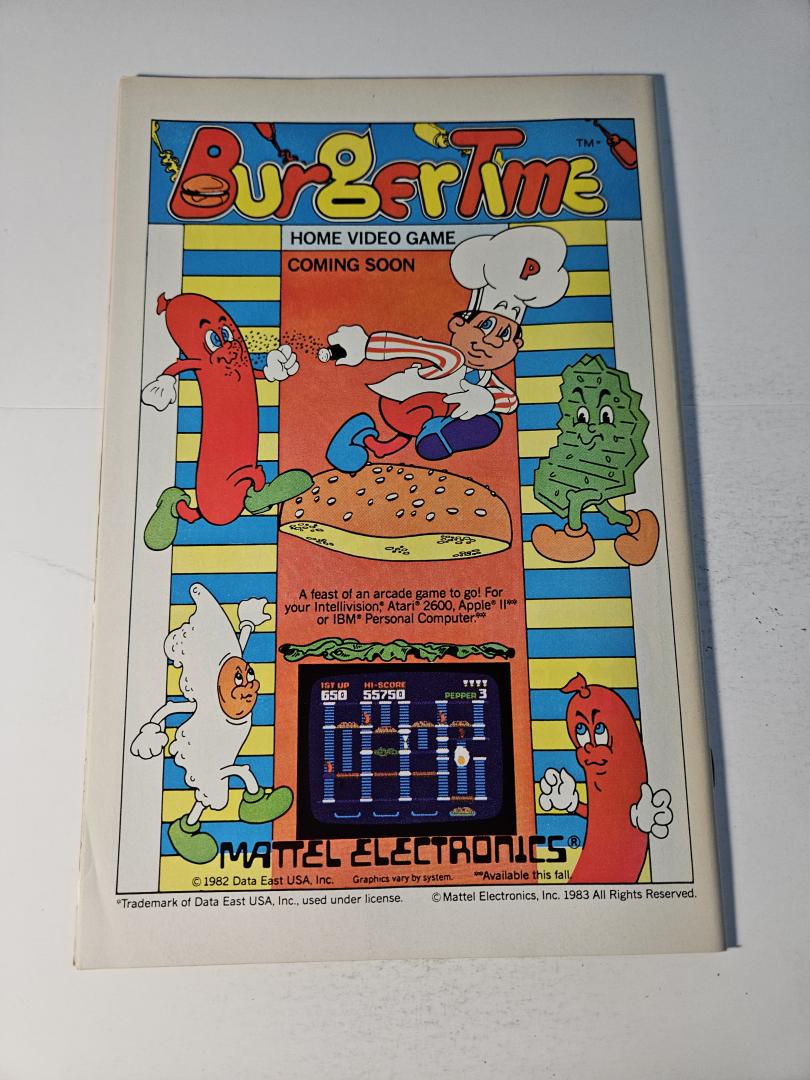 BurgerTime TM*
HOME VIDEO GAME
COMING SOON
P
A feast of an arcade game to go! For
your Intellivision,® Atari® 2600, Apple® II**
or IBM® Personal Computer.**
1ST UP HI-SCORE
650 55750 PEPPER 3
MATTEL ELECTRONICS®
© 1982 Data East USA, Inc. Graphics vary by system. **Available this fall.
*Trademark of Data East USA, Inc., used under license. © Mattel Electronics, Inc. 1983 All Rights Reserved.